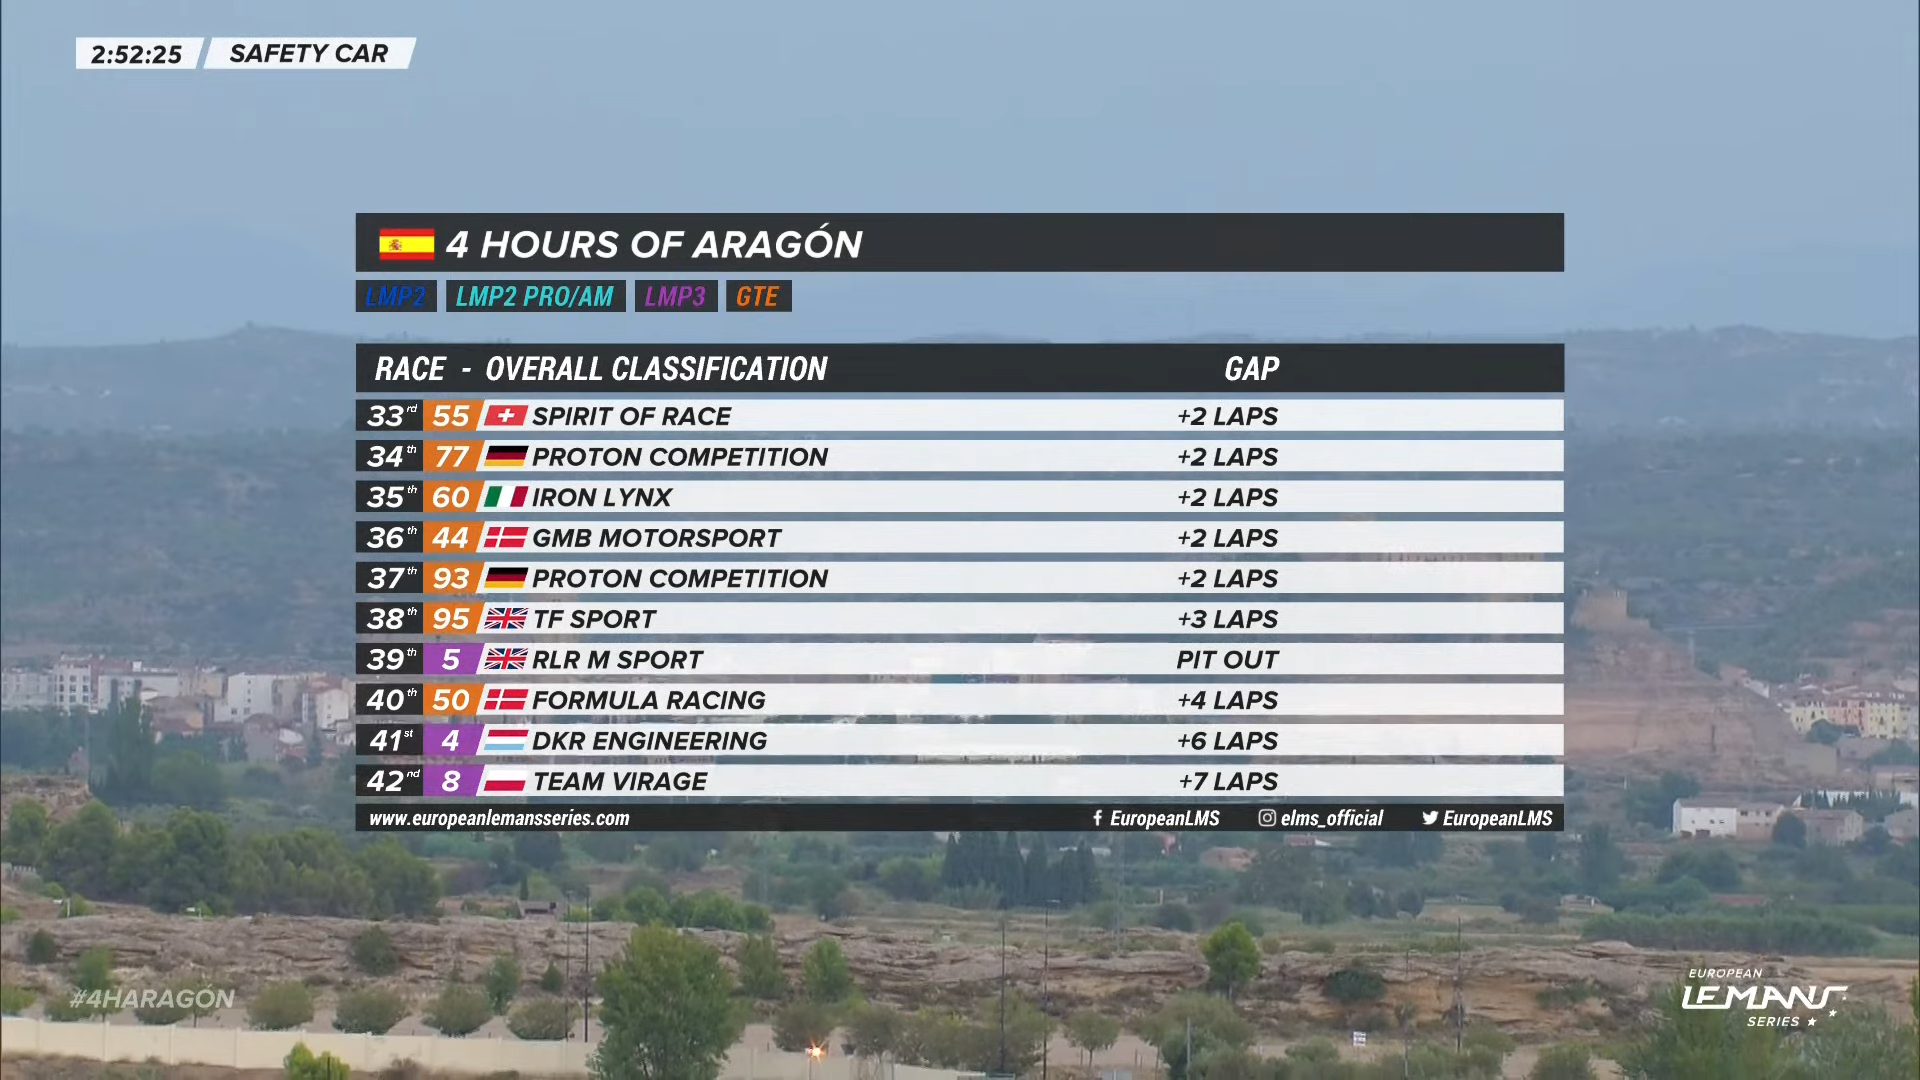 2:52:25 SAFETY CAR
4 HOURS OF ARAGÓN
LMP2 LMP2 PRO/AM LMP3 GTE
RACE - OVERALL CLASSIFICATION GAP
33rd 55 SPIRIT OF RACE +2 LAPS
34th 77 PROTON COMPETITION +2 LAPS
35th 60 IRON LYNX +2 LAPS
36th 44 GMB MOTORSPORT +2 LAPS
37th 93 PROTON COMPETITION +2 LAPS
38th 95 TF SPORT +3 LAPS
39th 5 RLR M SPORT PIT OUT
40th 50 FORMULA RACING +4 LAPS
41st 4 DKR ENGINEERING +6 LAPS
42nd 8 TEAM VIRAGE +7 LAPS
www.europeanlemansseries.com EuropeanLMS elms_official EuropeanLMS
#4HARAGÓN
EUROPEAN
LE MANS
SERIES